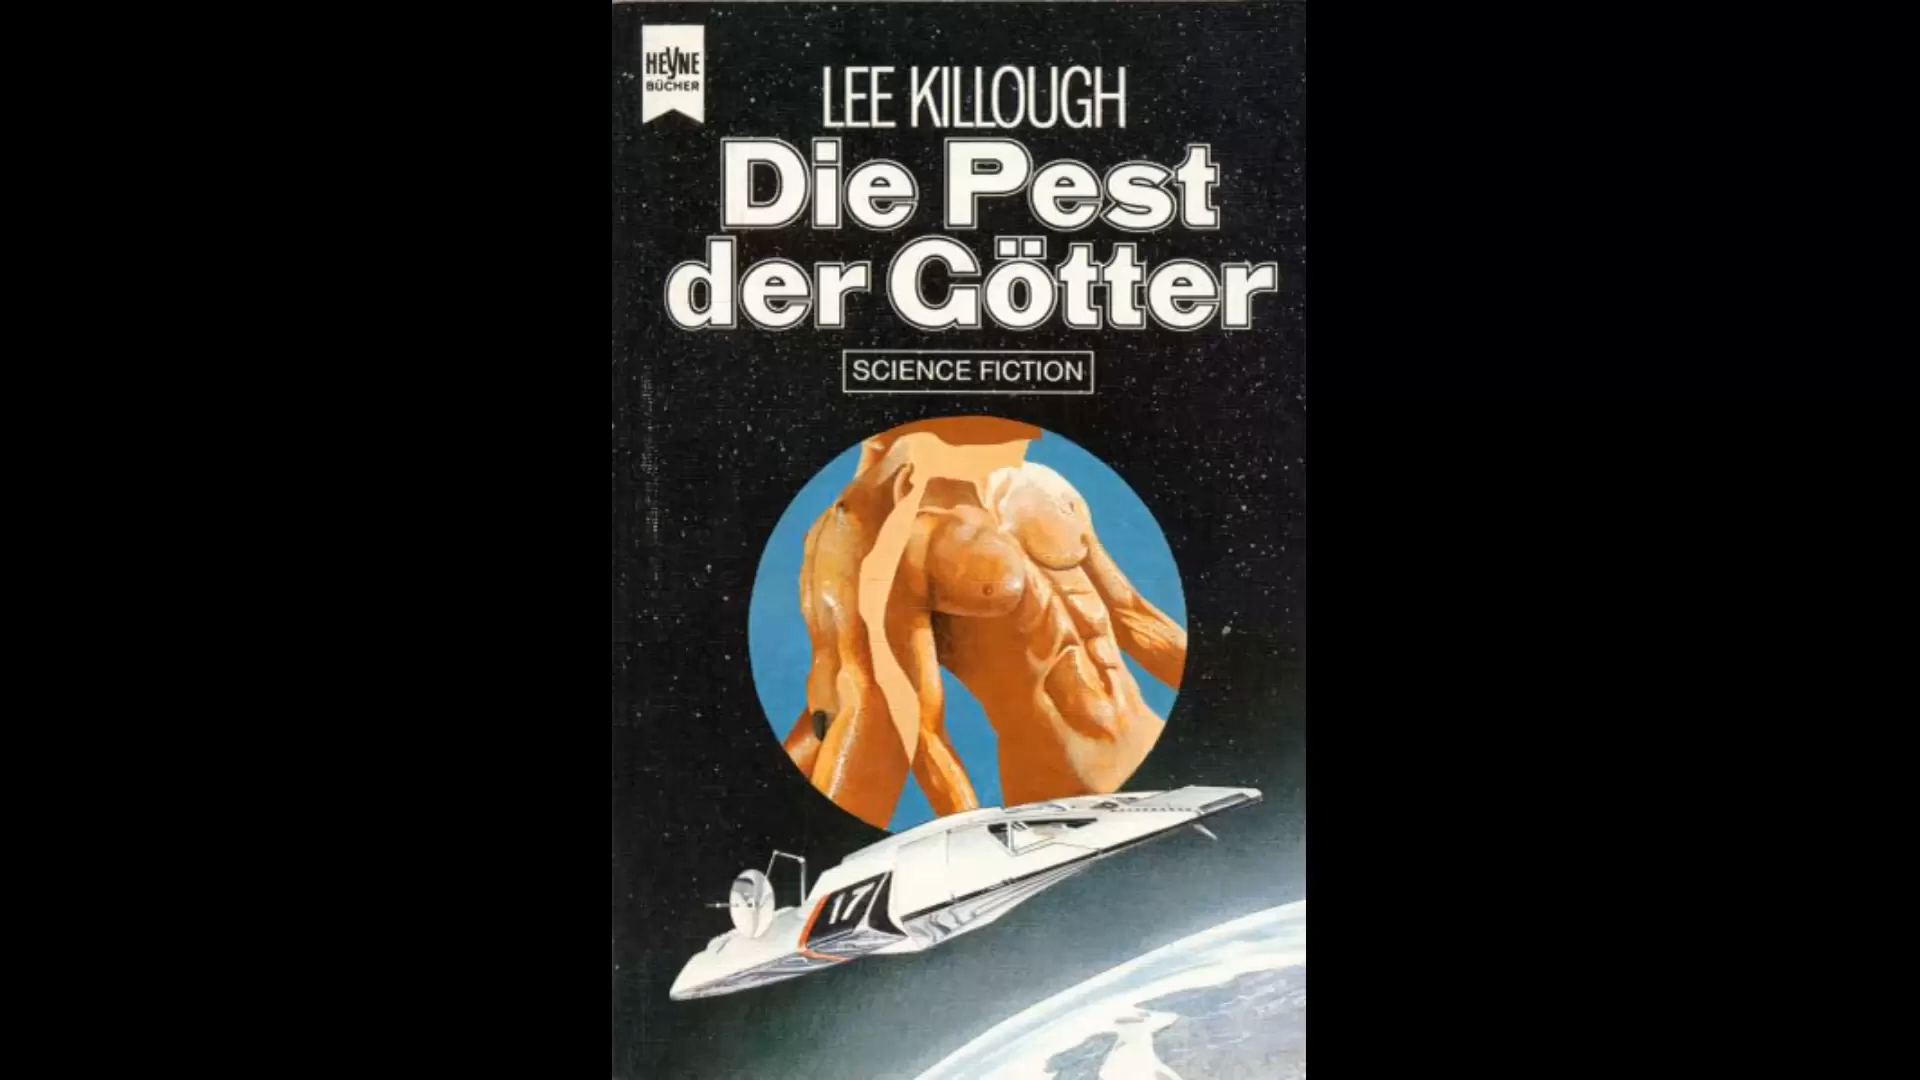 HEYNE
BÜCHER
LEE KILLOUGH
Die Pest
der Götter
SCIENCE FICTION
17